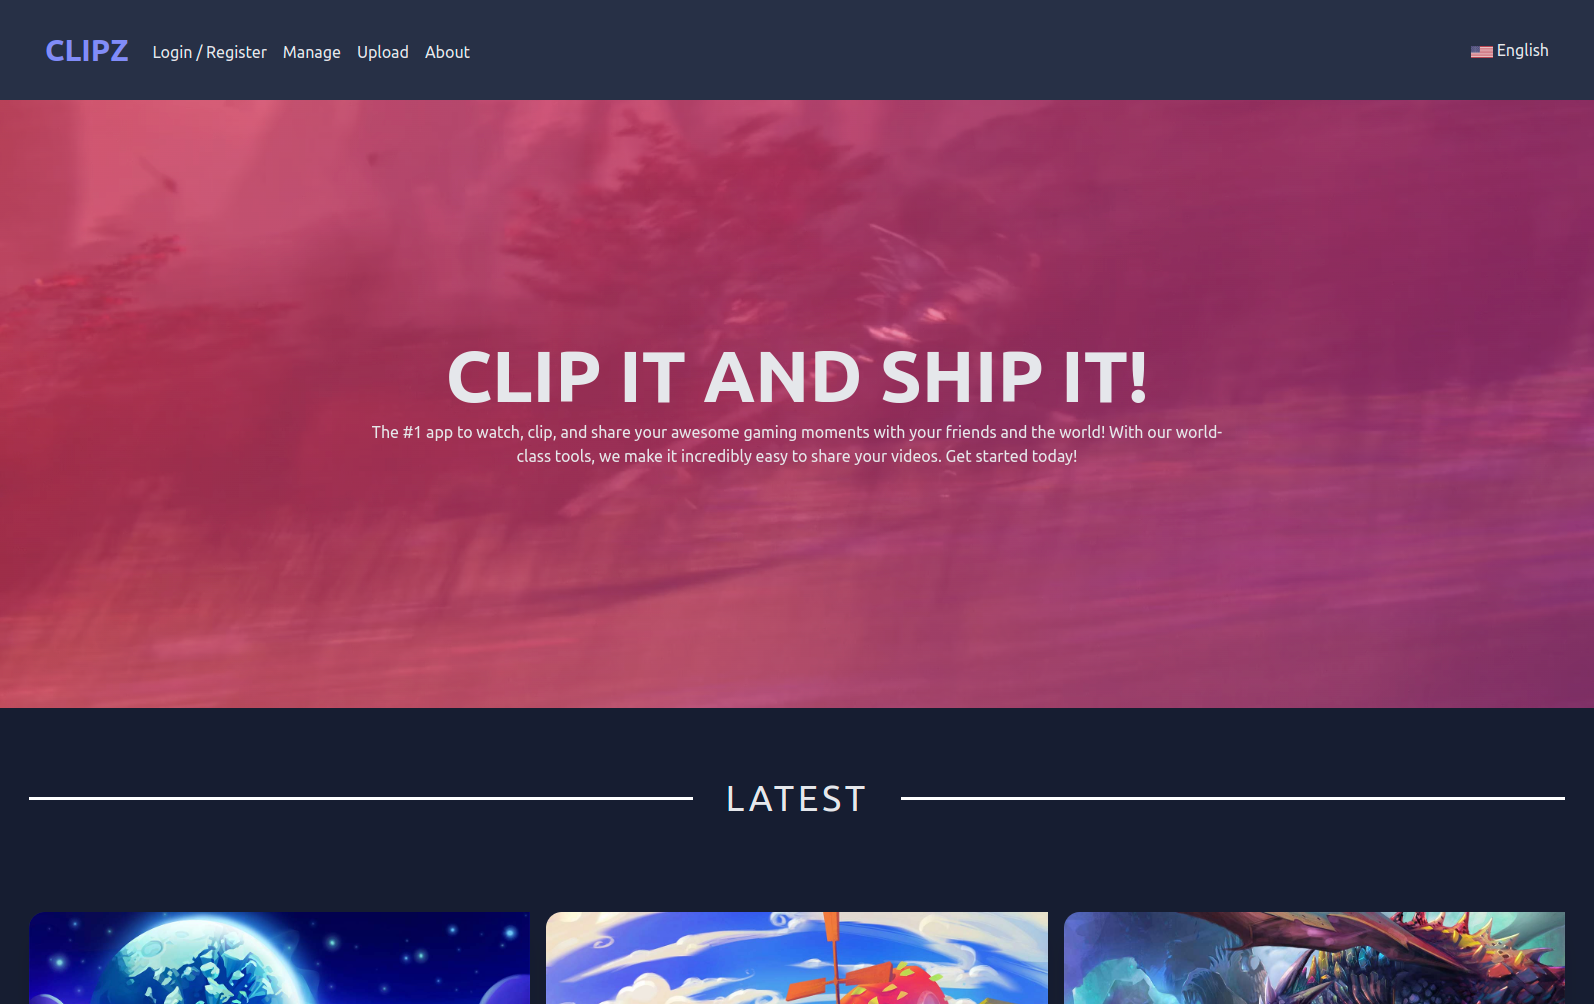 CLIPZ Login / Register Manage Upload About English
CLIP IT AND SHIP IT!
The #1 app to watch, clip, and share your awesome gaming moments with your friends and the world! With our world-
class tools, we make it incredibly easy to share your videos. Get started today!
LATEST